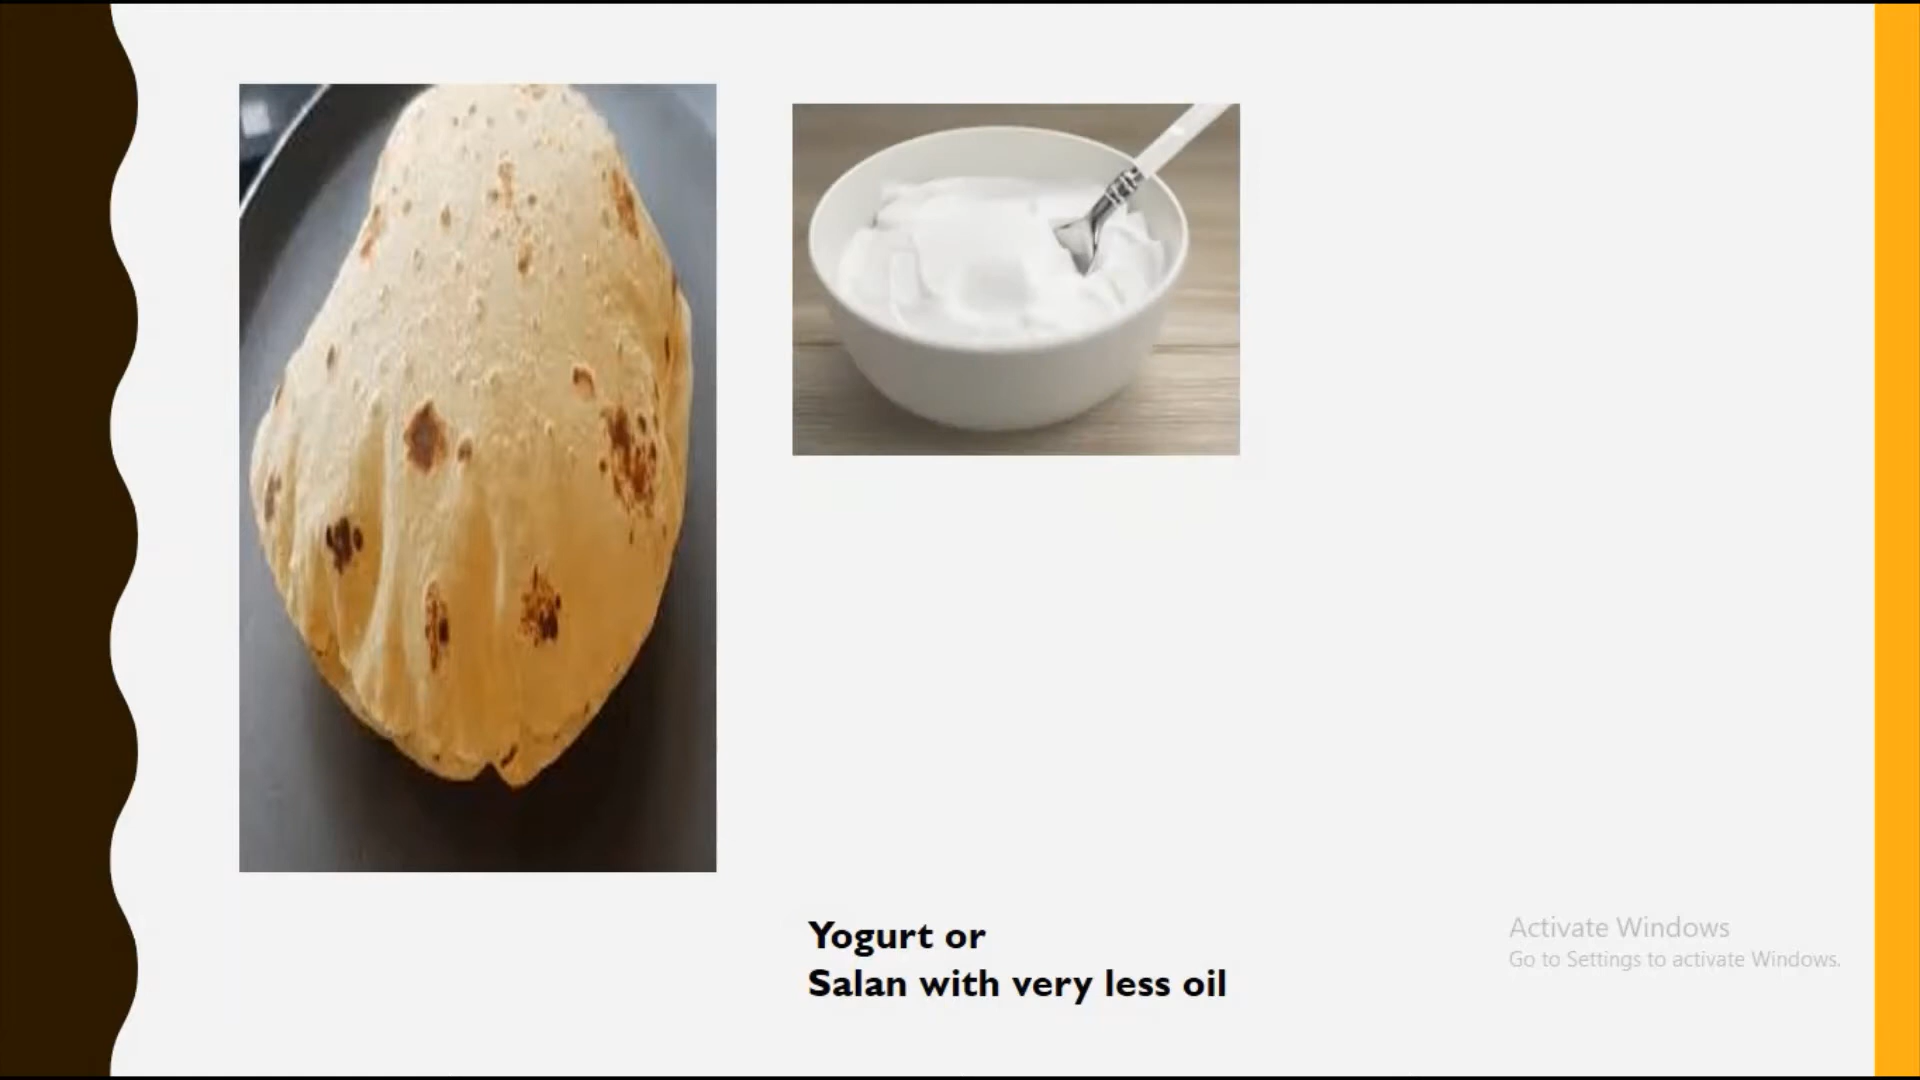 Yogurt or
Salan with very less oil
Activate Windows
Go to Settings to activate Windows.